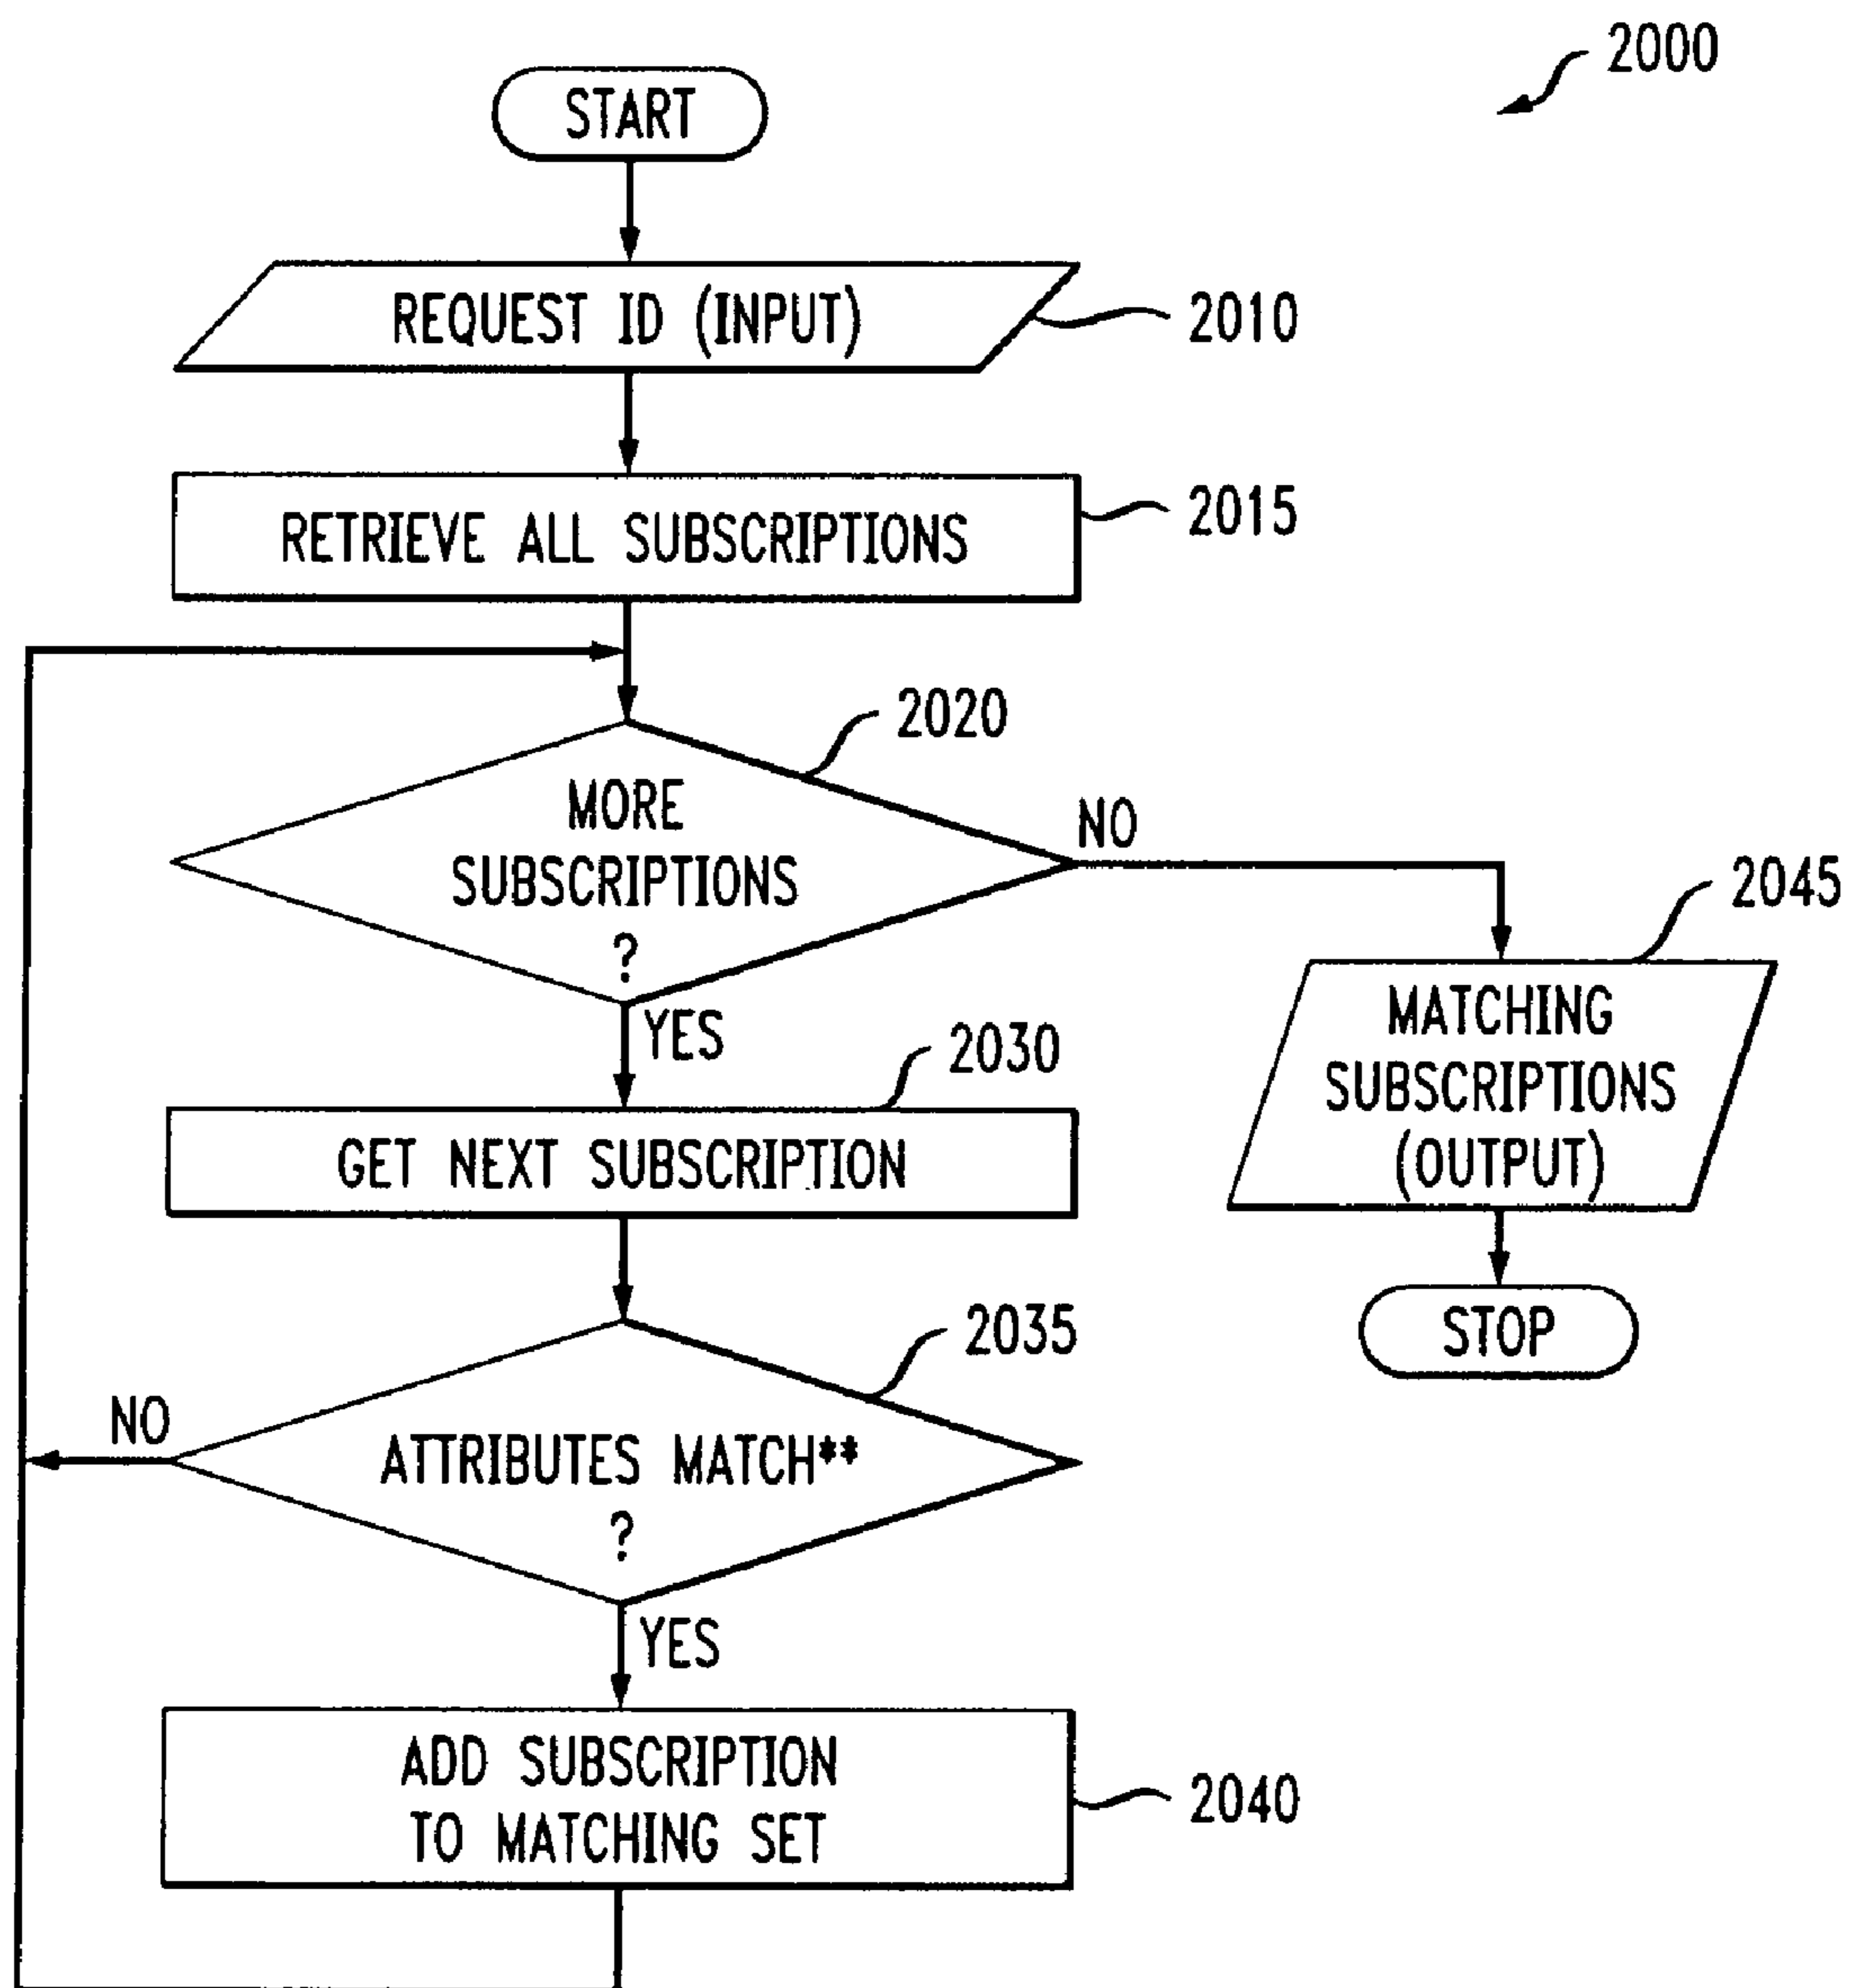 2000
START
REQUEST ID (INPUT)
2010
RETRIEVE ALL SUBSCRIPTIONS
2015
2020
MORE
SUBSCRIPTIONS
?
NO
YES
2045
MATCHING
SUBSCRIPTIONS
(OUTPUT)
STOP
2030
GET NEXT SUBSCRIPTION
2035
ATTRIBUTES MATCH**
?
NO
YES
ADD SUBSCRIPTION
TO MATCHING SET
2040